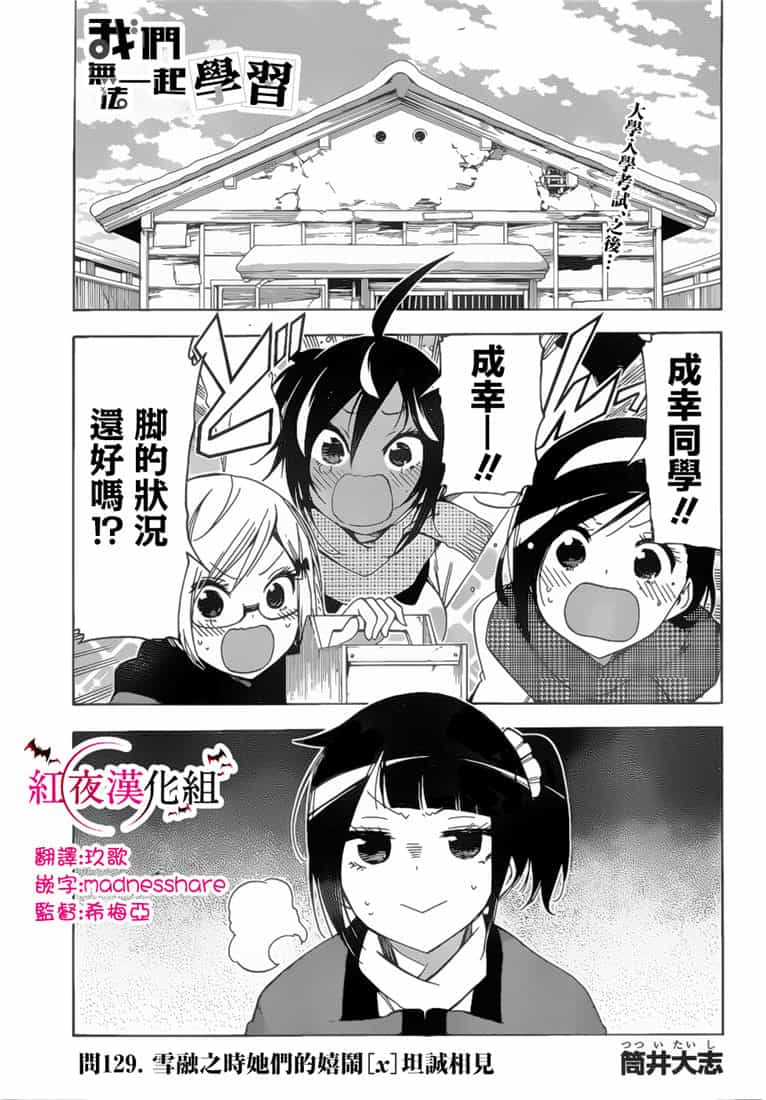 我們
無法一起學習
大學入學考試、之後…
成幸同學!!
成幸—!!
脚的狀況
還好嗎!?
ど
紅夜漢化組
翻譯:玖歌
嵌字:madnesshare
監督:希梅亞
問129. 雪融之時她們的嬉鬧[x]坦誠相見
つつ い たい し
筒井大志